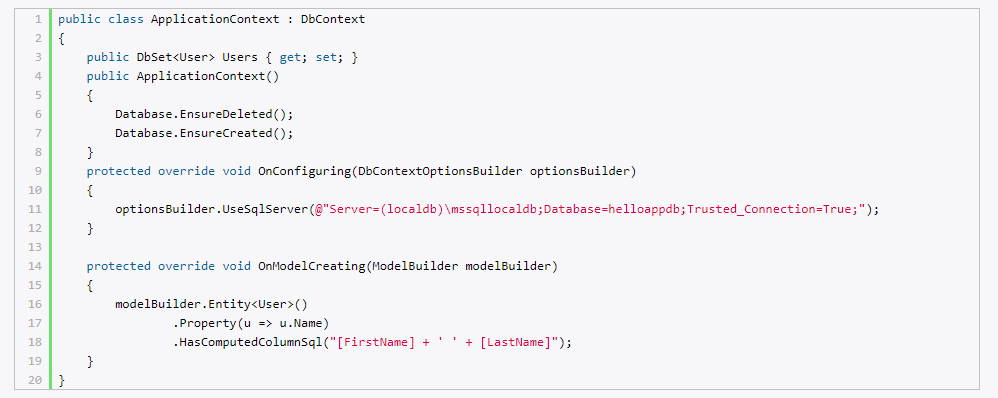 1 public class ApplicationContext : DbContext
2 {
3     public DbSet<User> Users { get; set; }
4     public ApplicationContext()
5     {
6         Database.EnsureDeleted();
7         Database.EnsureCreated();
8     }
9     protected override void OnConfiguring(DbContextOptionsBuilder optionsBuilder)
10     {
11         optionsBuilder.UseSqlServer(@"Server=(localdb)\mssqllocaldb;Database=helloappdb;Trusted_Connection=True;");
12     }
13
14     protected override void OnModelCreating(ModelBuilder modelBuilder)
15     {
16         modelBuilder.Entity<User>()
17                 .Property(u => u.Name)
18                 .HasComputedColumnSql("[FirstName] + ' ' + [LastName]");
19     }
20 }